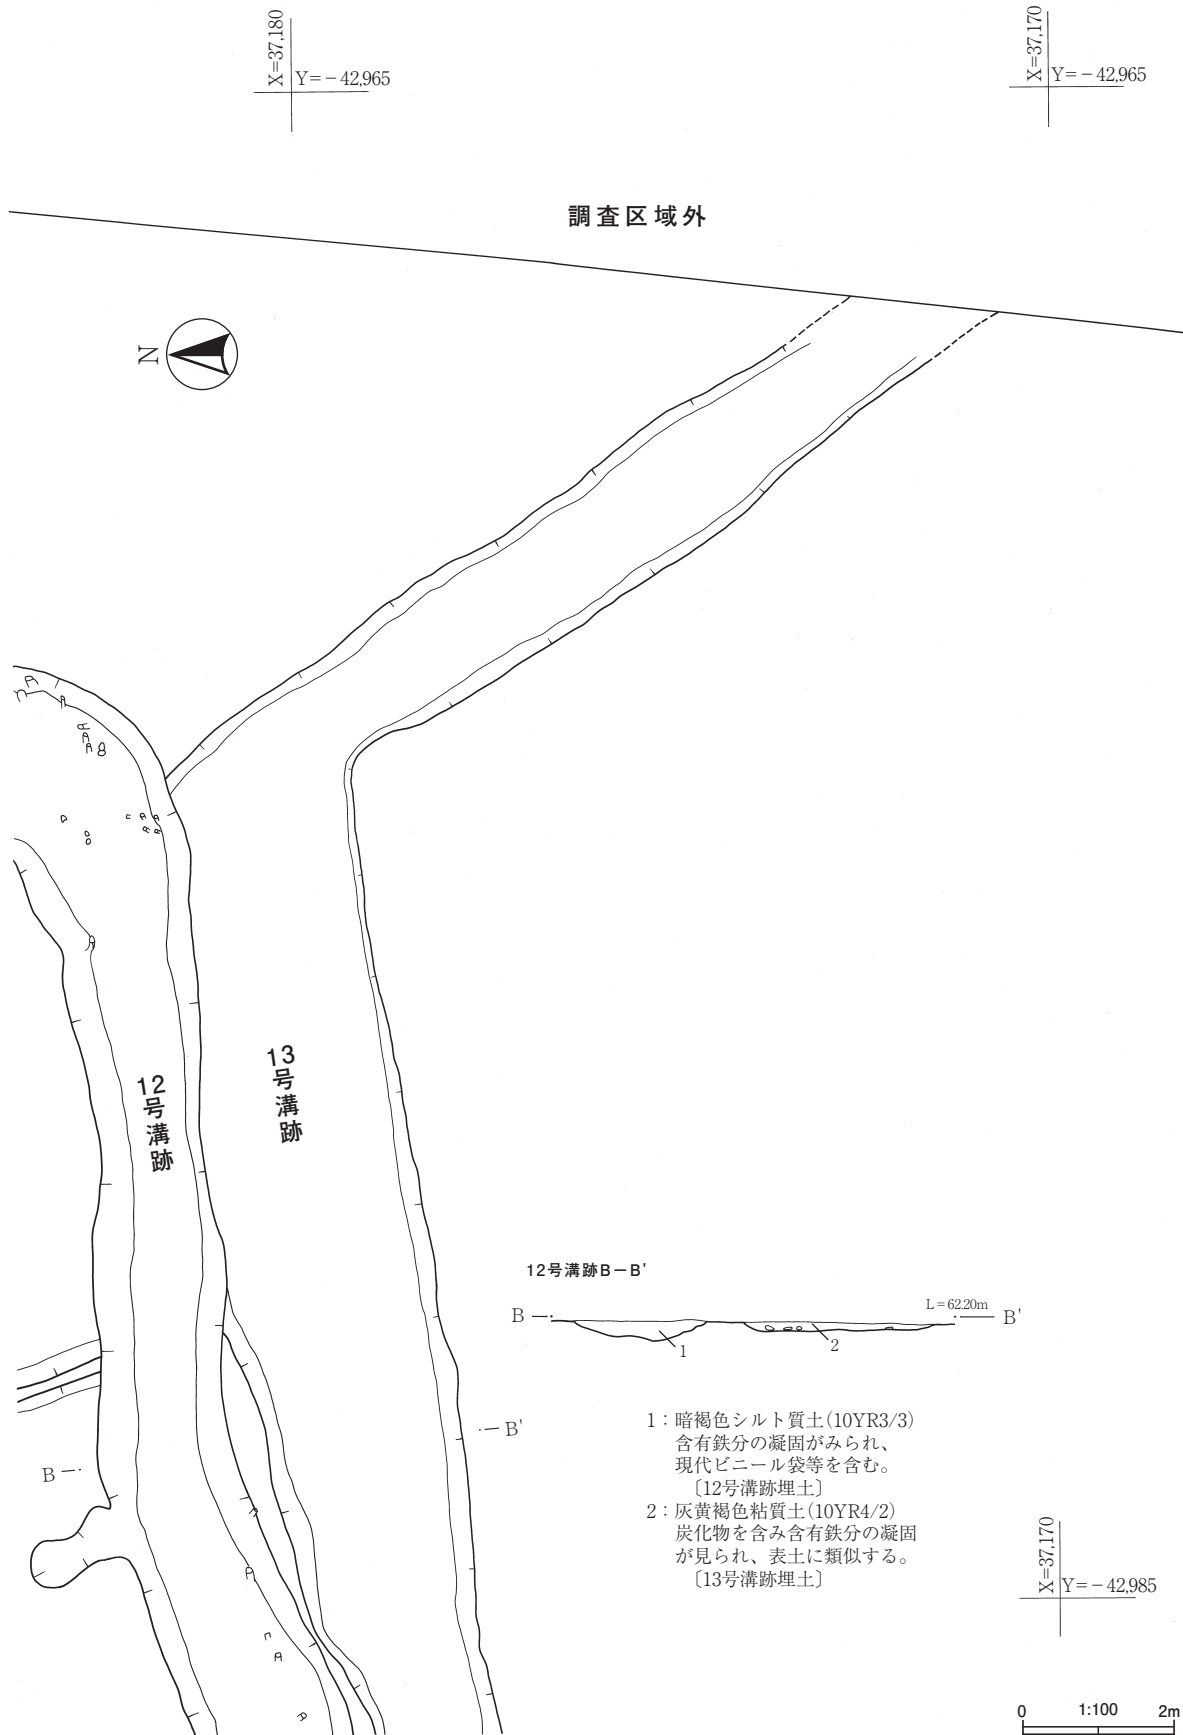 X=37,180
Y=－42,965
X=37,170
Y=－42,965
調査区域外
N
13号溝跡
12号溝跡
12号溝跡B－B'
B
L=62.20m
B'
1
2
B'
B
1：暗褐色シルト質土(10YR3/3)
含有鉄分の凝固がみられ、
現代ビニール袋等を含む。
〔12号溝跡埋土〕
2：灰黄褐色粘質土(10YR4/2)
炭化物を含み含有鉄分の凝固
が見られ、表土に類似する。
〔13号溝跡埋土〕
X=37,170
Y=－42,985
0 1:100 2m